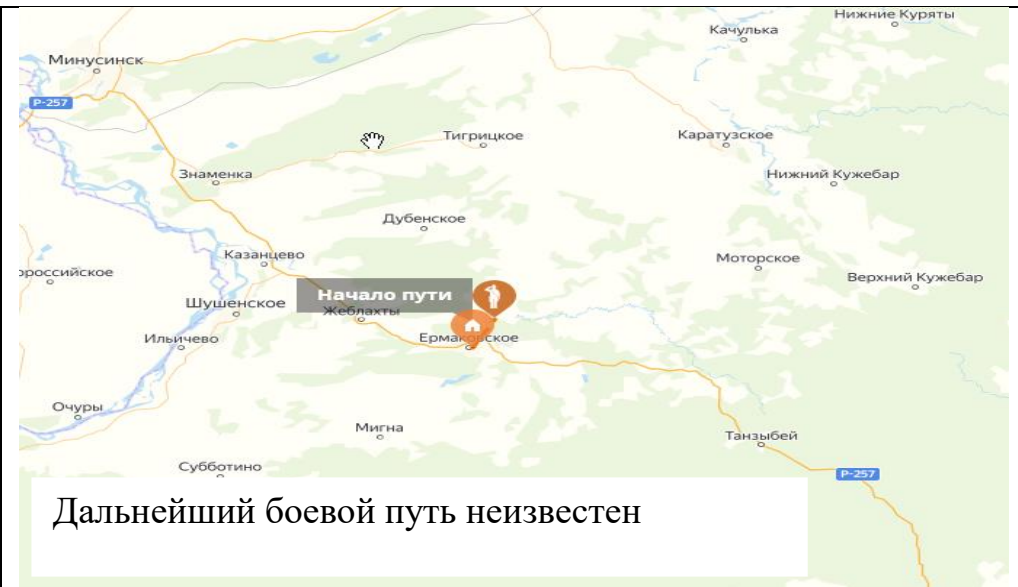 Нижние Куряты
Качулька
Минусинск
Р-257
Тигрицкое
Каратузское
Знаменка
Нижний Кужебар
Дубенское
Казанцево
Моторское
ороссийское
Верхний Кужебар
Начало пути
Шушенское
Жеблахты
Ильичево
Ермаковское
Очуры
Мигна
Танзыбей
Субботино
Р-257
Дальнейший боевой путь неизвестен